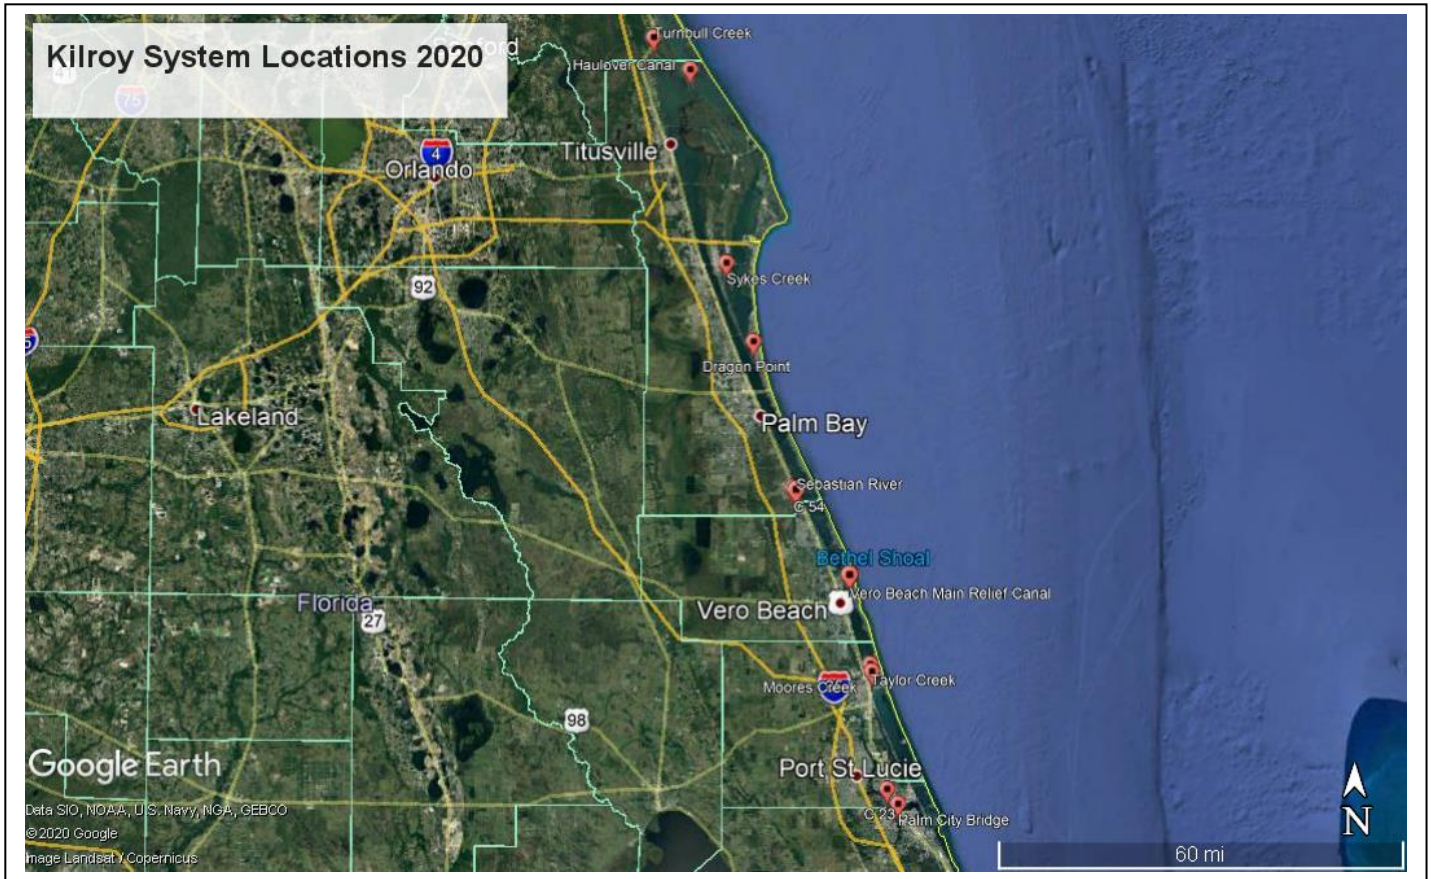 Kilroy System Locations 2020
Turnbull Creek
Haulover Canal
41
75
Titusville
4
Orlando
92
Sykes Creek
Dragon Point
Lakeland
Palm Bay
Sebastian River
C 54
Bethel Shoal
Vero Beach Main Relief Canal
Vero Beach
Florida
27
Taylor Creek
Moores Creek
98
Google Earth
Port St Lucie
Data SIO, NOAA, U.S. Navy, NGA, GEBCO
C 23
Palm City Bridge
©2020 Google
Image Landsat / Copernicus
N
60 mi